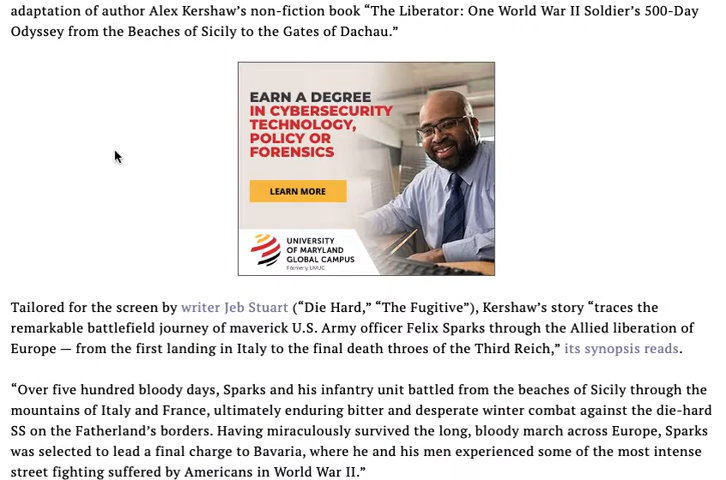 adaptation of author Alex Kershaw’s non-fiction book “The Liberator: One World War II Soldier’s 500-Day
Odyssey from the Beaches of Sicily to the Gates of Dachau.”
EARN A DEGREE
IN CYBERSECURITY
TECHNOLOGY,
POLICY OR
FORENSICS
LEARN MORE
UNIVERSITY
OF MARYLAND
GLOBAL CAMPUS
Formerly UMUC
Tailored for the screen by writer Jeb Stuart (“Die Hard,” “The Fugitive”), Kershaw’s story “traces the
remarkable battlefield journey of maverick U.S. Army officer Felix Sparks through the Allied liberation of
Europe — from the first landing in Italy to the final death throes of the Third Reich,” its synopsis reads.
“Over five hundred bloody days, Sparks and his infantry unit battled from the beaches of Sicily through the
mountains of Italy and France, ultimately enduring bitter and desperate winter combat against the die-hard
SS on the Fatherland’s borders. Having miraculously survived the long, bloody march across Europe, Sparks
was selected to lead a final charge to Bavaria, where he and his men experienced some of the most intense
street fighting suffered by Americans in World War II.”